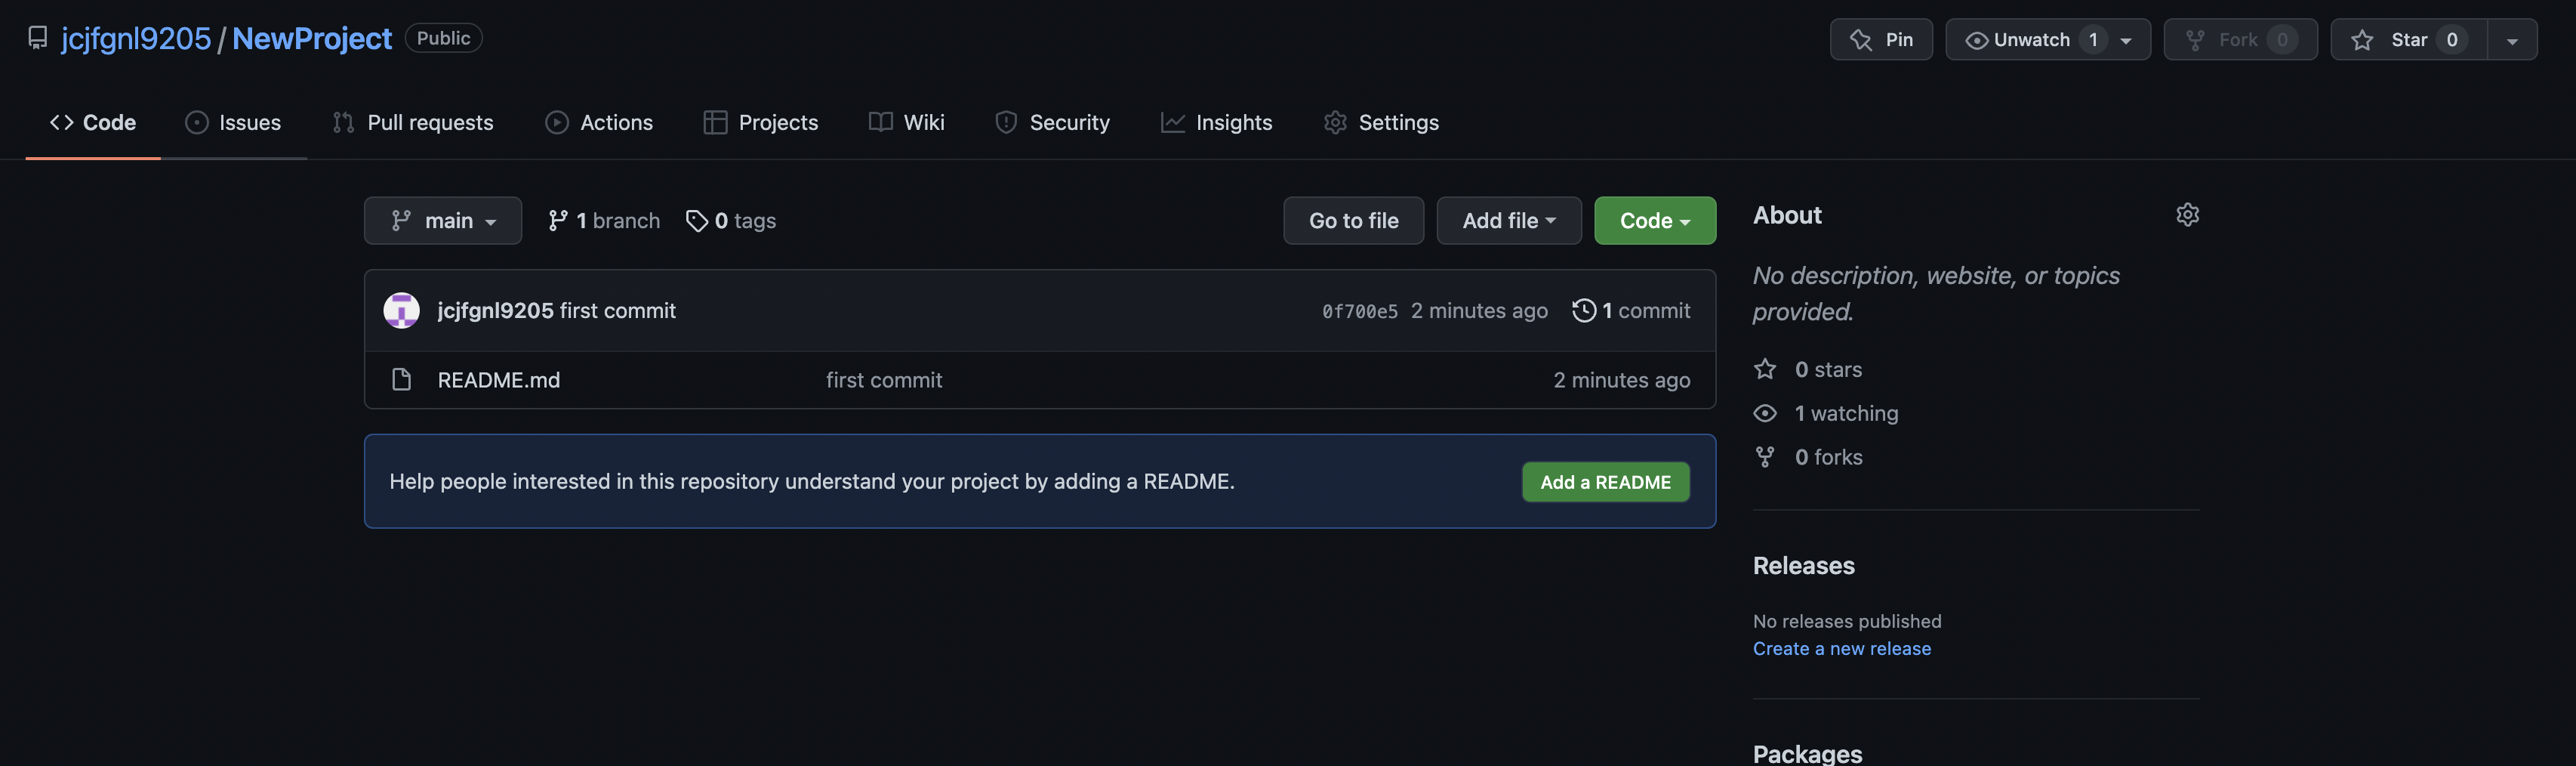 jcjfgnl9205/NewProject Public
Pin Unwatch 1 Fork 0 Star 0
Code Issues Pull requests Actions Projects Wiki Security Insights Settings
main 1 branch 0 tags Go to file Add file Code
jcjfgnl9205 first commit 0f700e5 2 minutes ago 1 commit
README.md first commit 2 minutes ago
Help people interested in this repository understand your project by adding a README. Add a README
About
No description, website, or topics
provided.
0 stars
1 watching
0 forks
Releases
No releases published
Create a new release
Packages